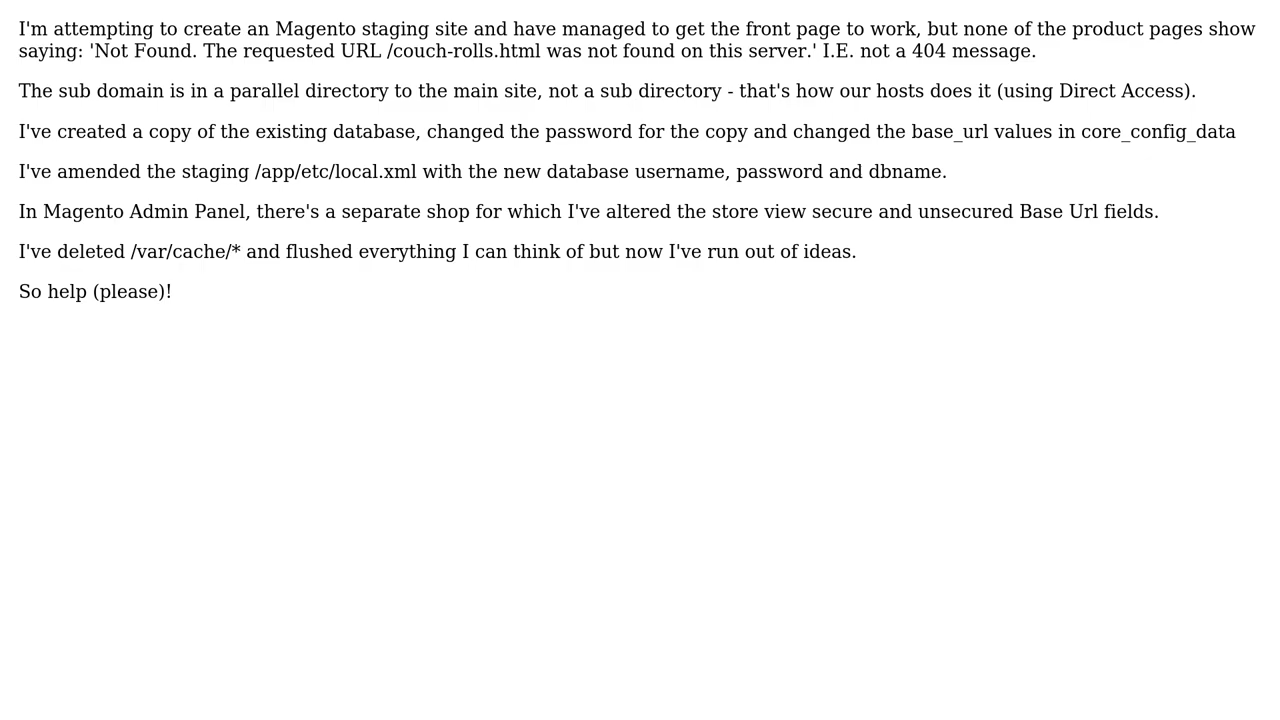 I'm attempting to create an Magento staging site and have managed to get the front page to work, but none of the product pages show
saying: 'Not Found. The requested URL /couch-rolls.html was not found on this server.' I.E. not a 404 message.
The sub domain is in a parallel directory to the main site, not a sub directory - that's how our hosts does it (using Direct Access).
I've created a copy of the existing database, changed the password for the copy and changed the base_url values in core_config_data
I've amended the staging /app/etc/local.xml with the new database username, password and dbname.
In Magento Admin Panel, there's a separate shop for which I've altered the store view secure and unsecured Base Url fields.
I've deleted /var/cache/* and flushed everything I can think of but now I've run out of ideas.
So help (please)!